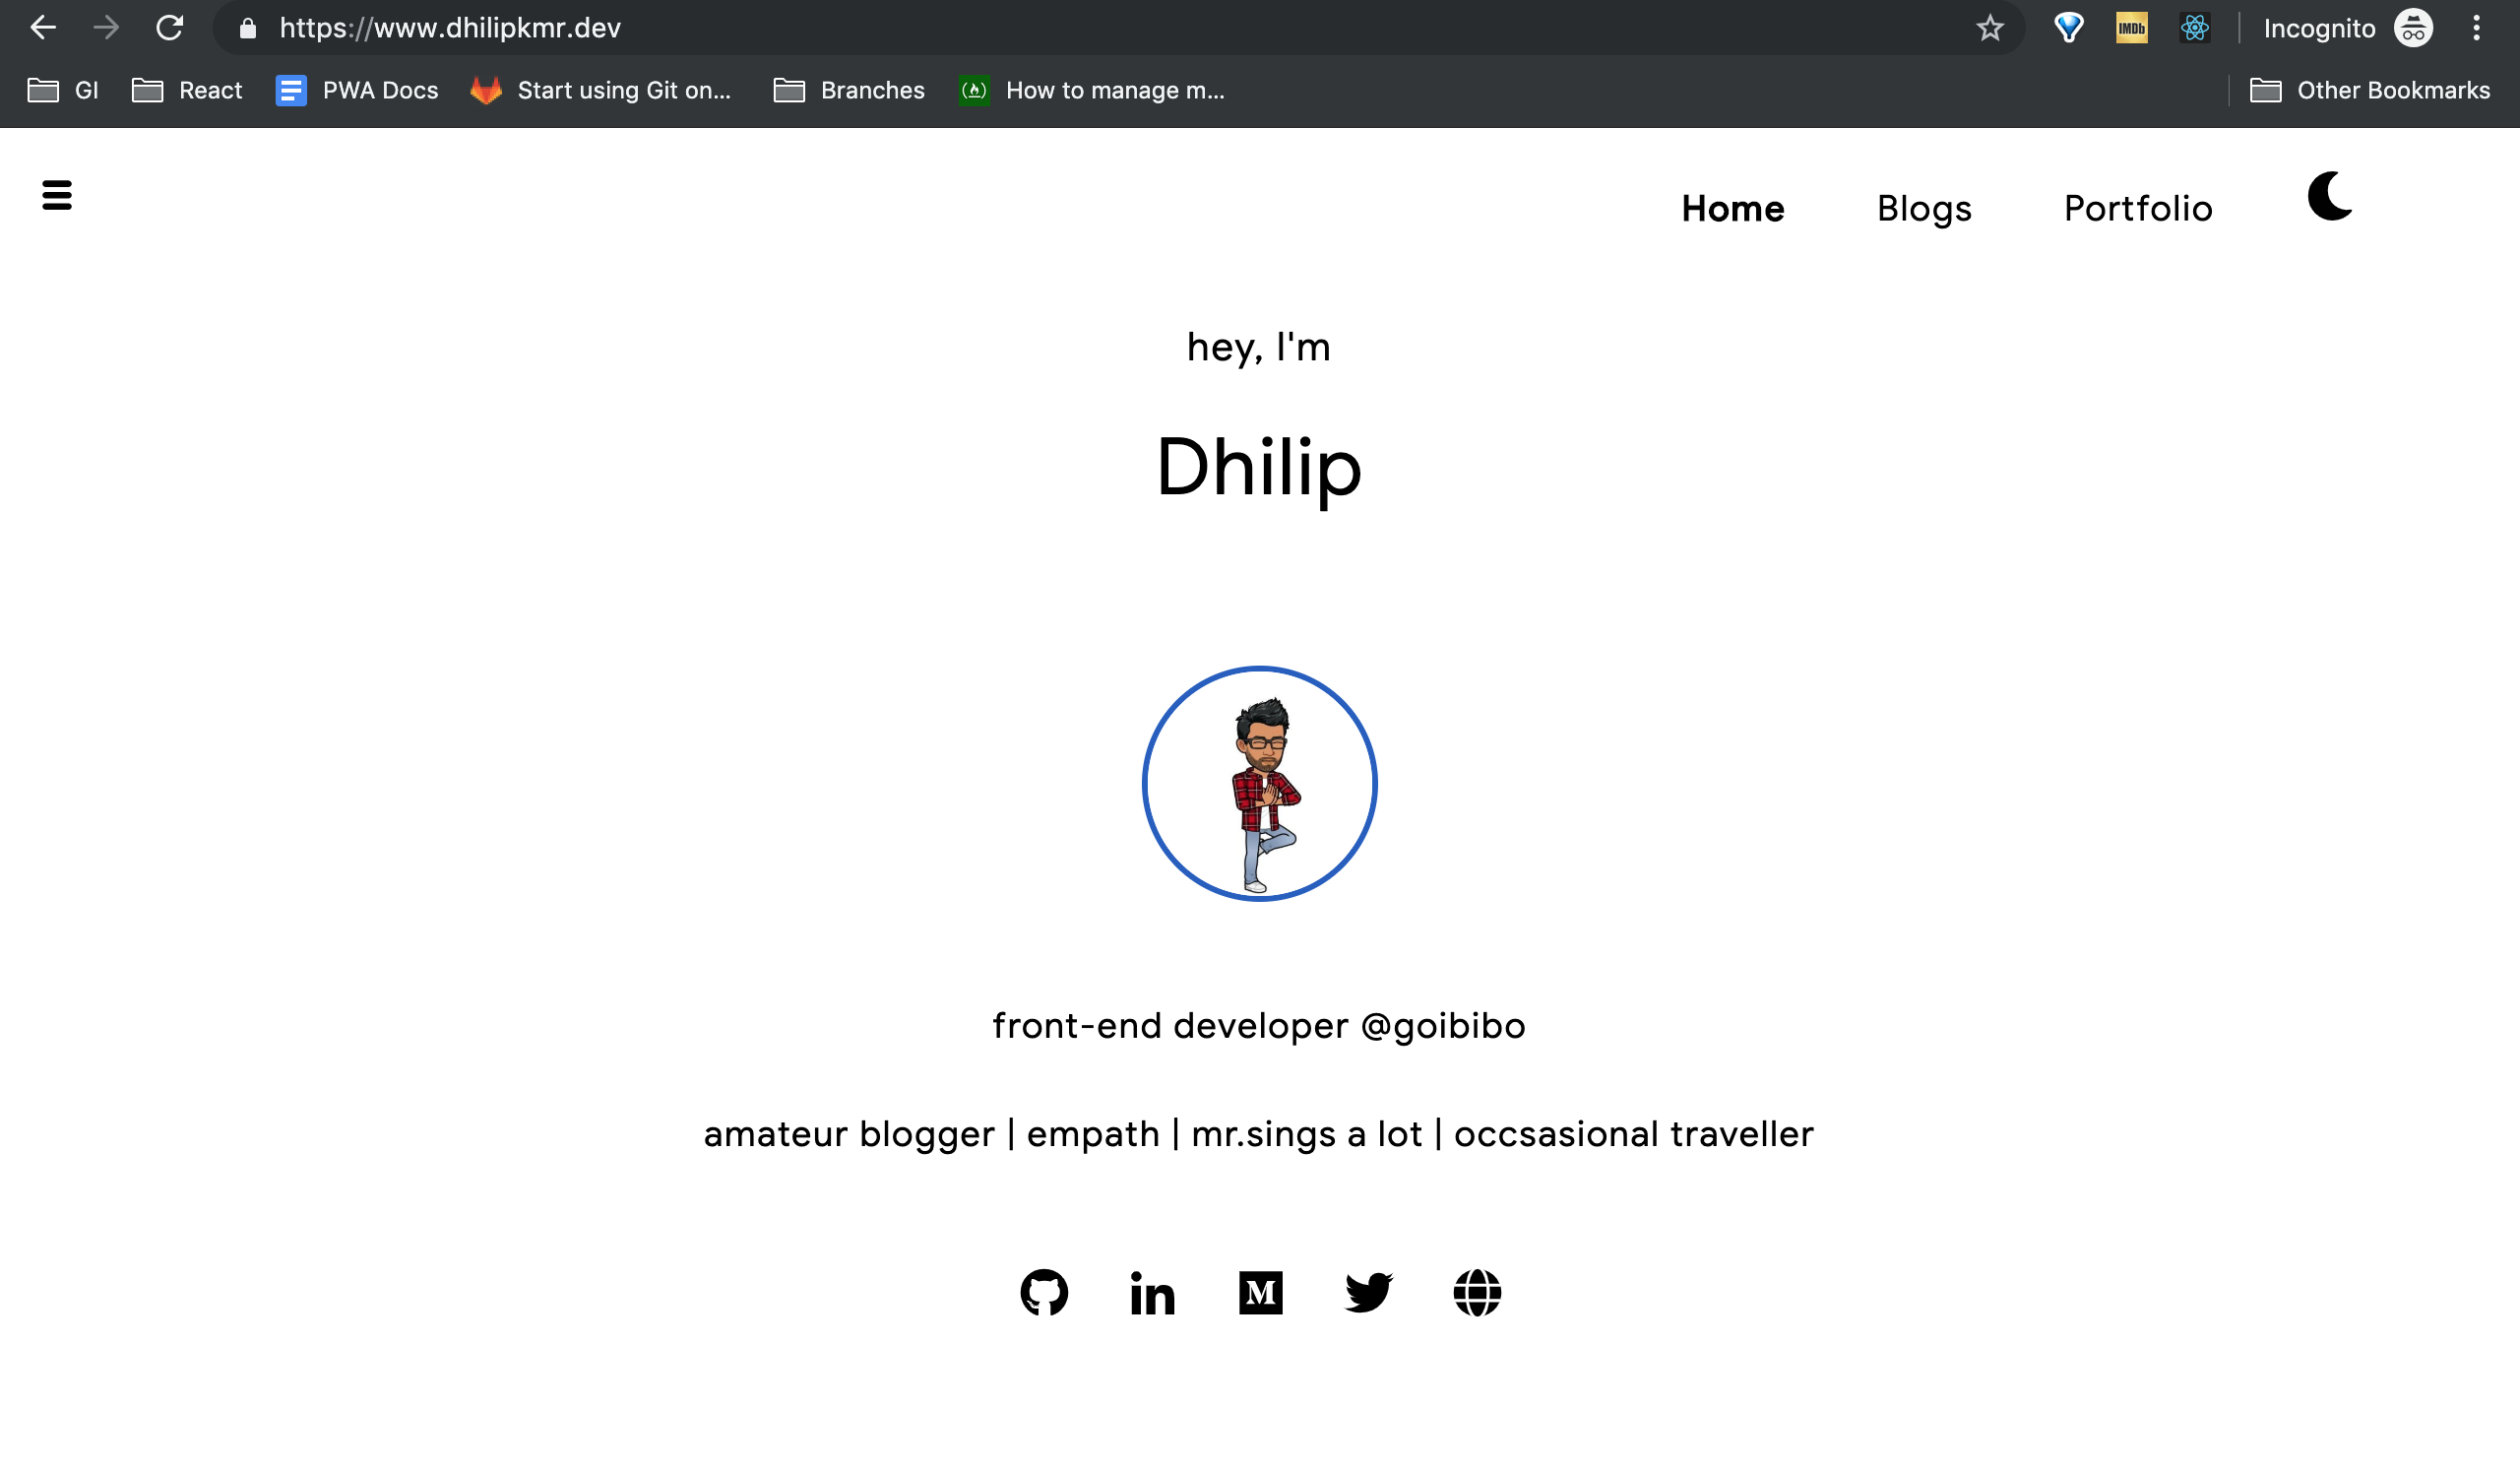 https://www.dhilipkmr.dev
IMDb
Incognito
GI
React
PWA Docs
Start using Git on...
Branches
How to manage m...
Other Bookmarks
Home
Blogs
Portfolio
hey, I'm
Dhilip
front-end developer @goibibo
amateur blogger | empath | mr.sings a lot | occsasional traveller
in
M